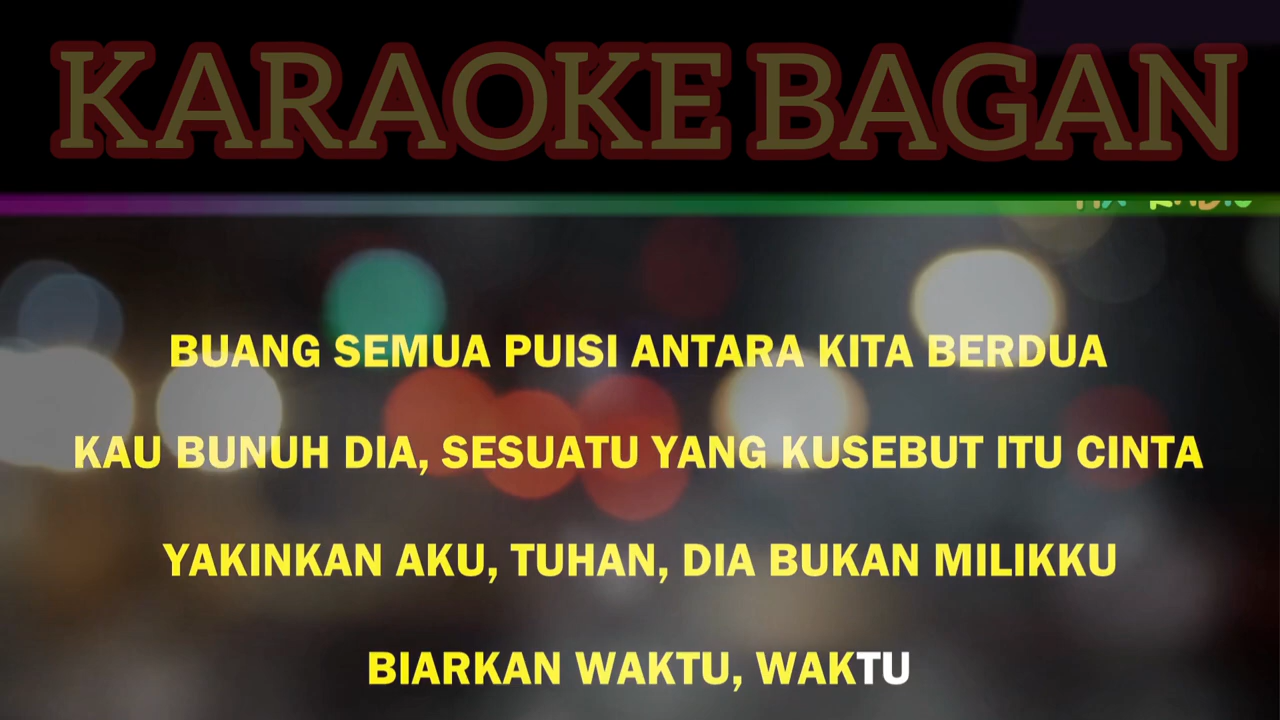 KARAOKE BAGAN
BUANG SEMUA PUISI ANTARA KITA BERDUA
KAU BUNUH DIA, SESUATU YANG KUSEBUT ITU CINTA
YAKINKAN AKU, TUHAN, DIA BUKAN MILIKKU
BIARKAN WAKTU, WAKTU